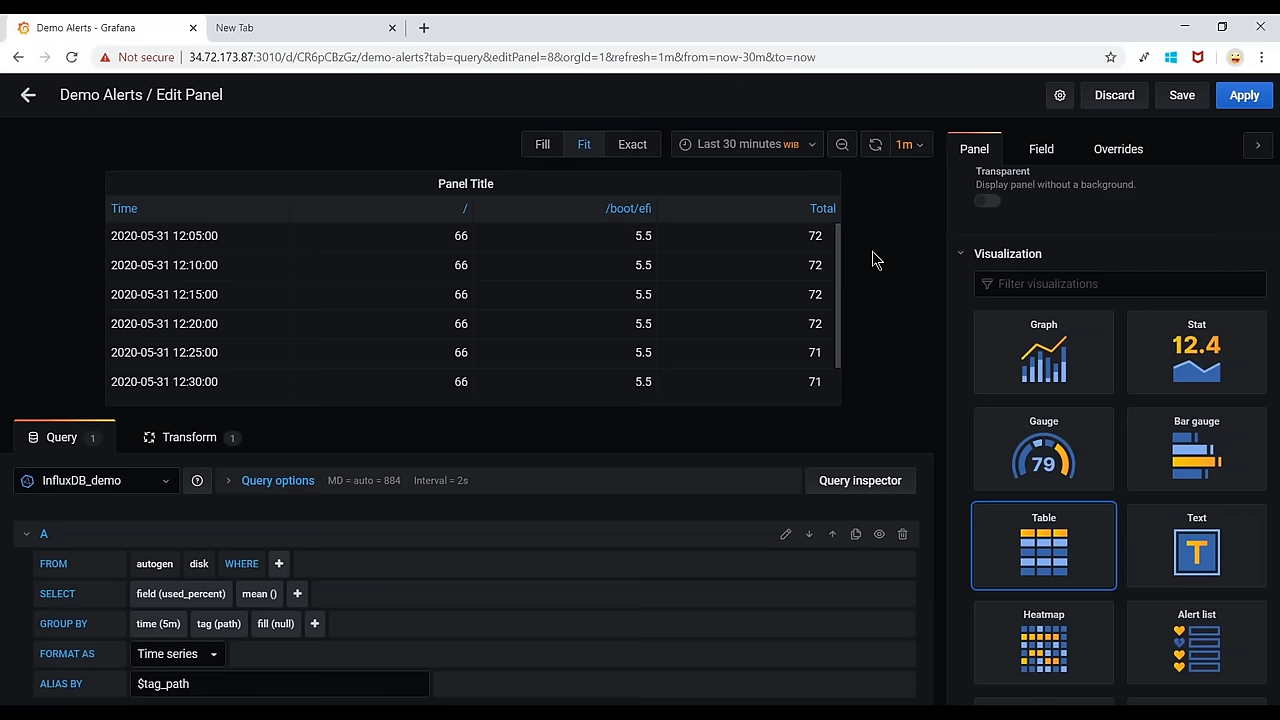 Demo Alerts - Grafana
New Tab
Not secure 34.72.173.87:3010/d/CR6pCBzGz/demo-alerts?tab=query&editPanel=8&orgId=1&refresh=1m&from=now-30m&to=now
Demo Alerts / Edit Panel
Discard Save Apply
Fill Fit Exact Last 30 minutes WIB 1m
Panel Field Overrides
Transparent
Display panel without a background.
Panel Title
Time / /boot/efi Total
2020-05-31 12:05:00 66 5.5 72
2020-05-31 12:10:00 66 5.5 72
2020-05-31 12:15:00 66 5.5 72
2020-05-31 12:20:00 66 5.5 72
2020-05-31 12:25:00 66 5.5 71
2020-05-31 12:30:00 66 5.5 71
Visualization
Filter visualizations
Graph Stat
12.4
Gauge Bar gauge
79
Table Text
T
Heatmap Alert list
Query 1 Transform 1
InfluxDB_demo Query options MD = auto = 884 Interval = 2s Query inspector
A
FROM autogen disk WHERE +
SELECT field (used_percent) mean () +
GROUP BY time (5m) tag (path) fill (null) +
FORMAT AS Time series
ALIAS BY $tag_path